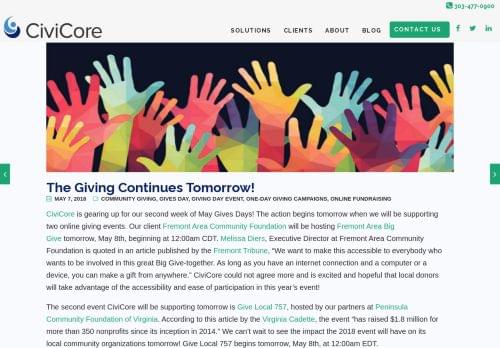 303-477-0900
CiviCore
SOLUTIONS CLIENTS ABOUT BLOG CONTACT US
The Giving Continues Tomorrow!
MAY 7, 2018 COMMUNITY GIVING, GIVES DAY, GIVING DAY EVENT, ONE-DAY GIVING CAMPAIGNS, ONLINE FUNDRAISING
CiviCore is gearing up for our second week of May Gives Days! The action begins tomorrow when we will be supporting
two online giving events. Our client Fremont Area Community Foundation will be hosting Fremont Area Big
Give tomorrow, May 8th, beginning at 12:00am CDT. Melissa Diers, Executive Director at Fremont Area Community
Foundation is quoted in an article published by the Fremont Tribune, “We want to make this accessible to everybody who
wants to be involved in this great Big Give-together. As long as you have an internet connection and a computer or a
device, you can make a gift from anywhere.” CiviCore could not agree more and is excited and hopeful that local donors
will take advantage of the accessibility and ease of participation in this year’s event!
The second event CiviCore will be supporting tomorrow is Give Local 757, hosted by our partners at Peninsula
Community Foundation of Virginia. According to this article by the Virginia Cadette, the event “has raised $1.8 million for
more than 350 nonprofits since its inception in 2014.” We can’t wait to see the impact the 2018 event will have on its
local community organizations tomorrow! Give Local 757 begins tomorrow, May 8th, at 12:00am EDT.